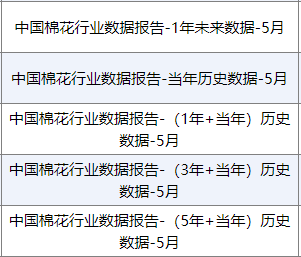 中国棉花行业数据报告-1年未来数据-5月
中国棉花行业数据报告-当年历史数据-5月
中国棉花行业数据报告-（1年+当年）历史
数据-5月
中国棉花行业数据报告-（3年+当年）历史
数据-5月
中国棉花行业数据报告-（5年+当年）历史
数据-5月